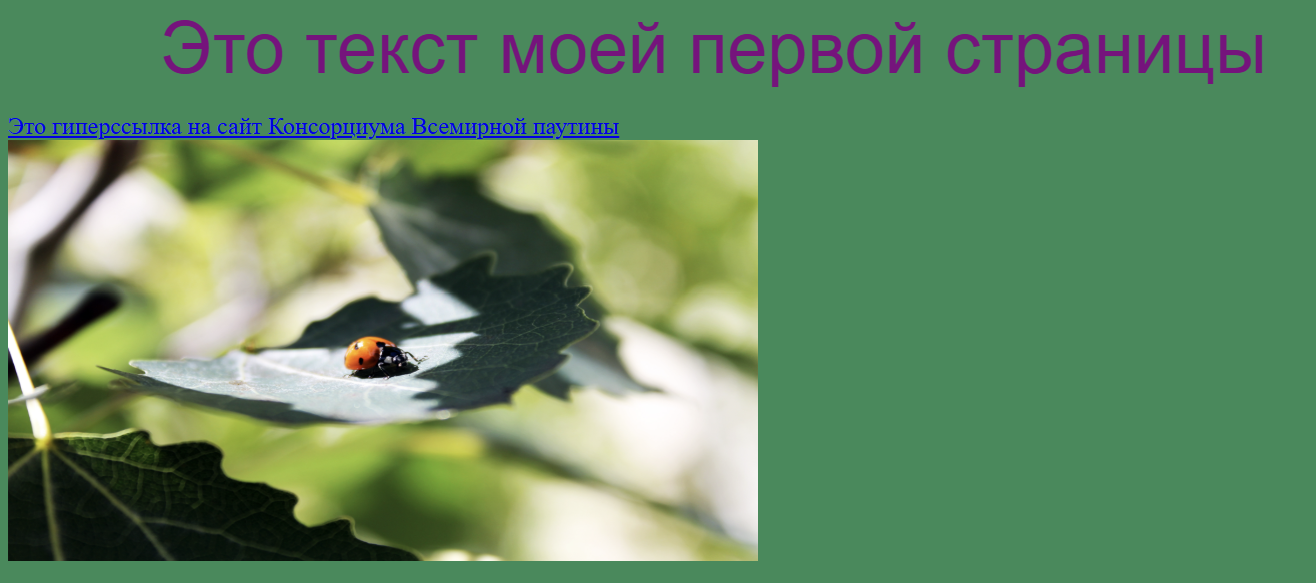 Это текст моей первой страницы
Это гиперссылка на сайт Консорциума Всемирной паутины